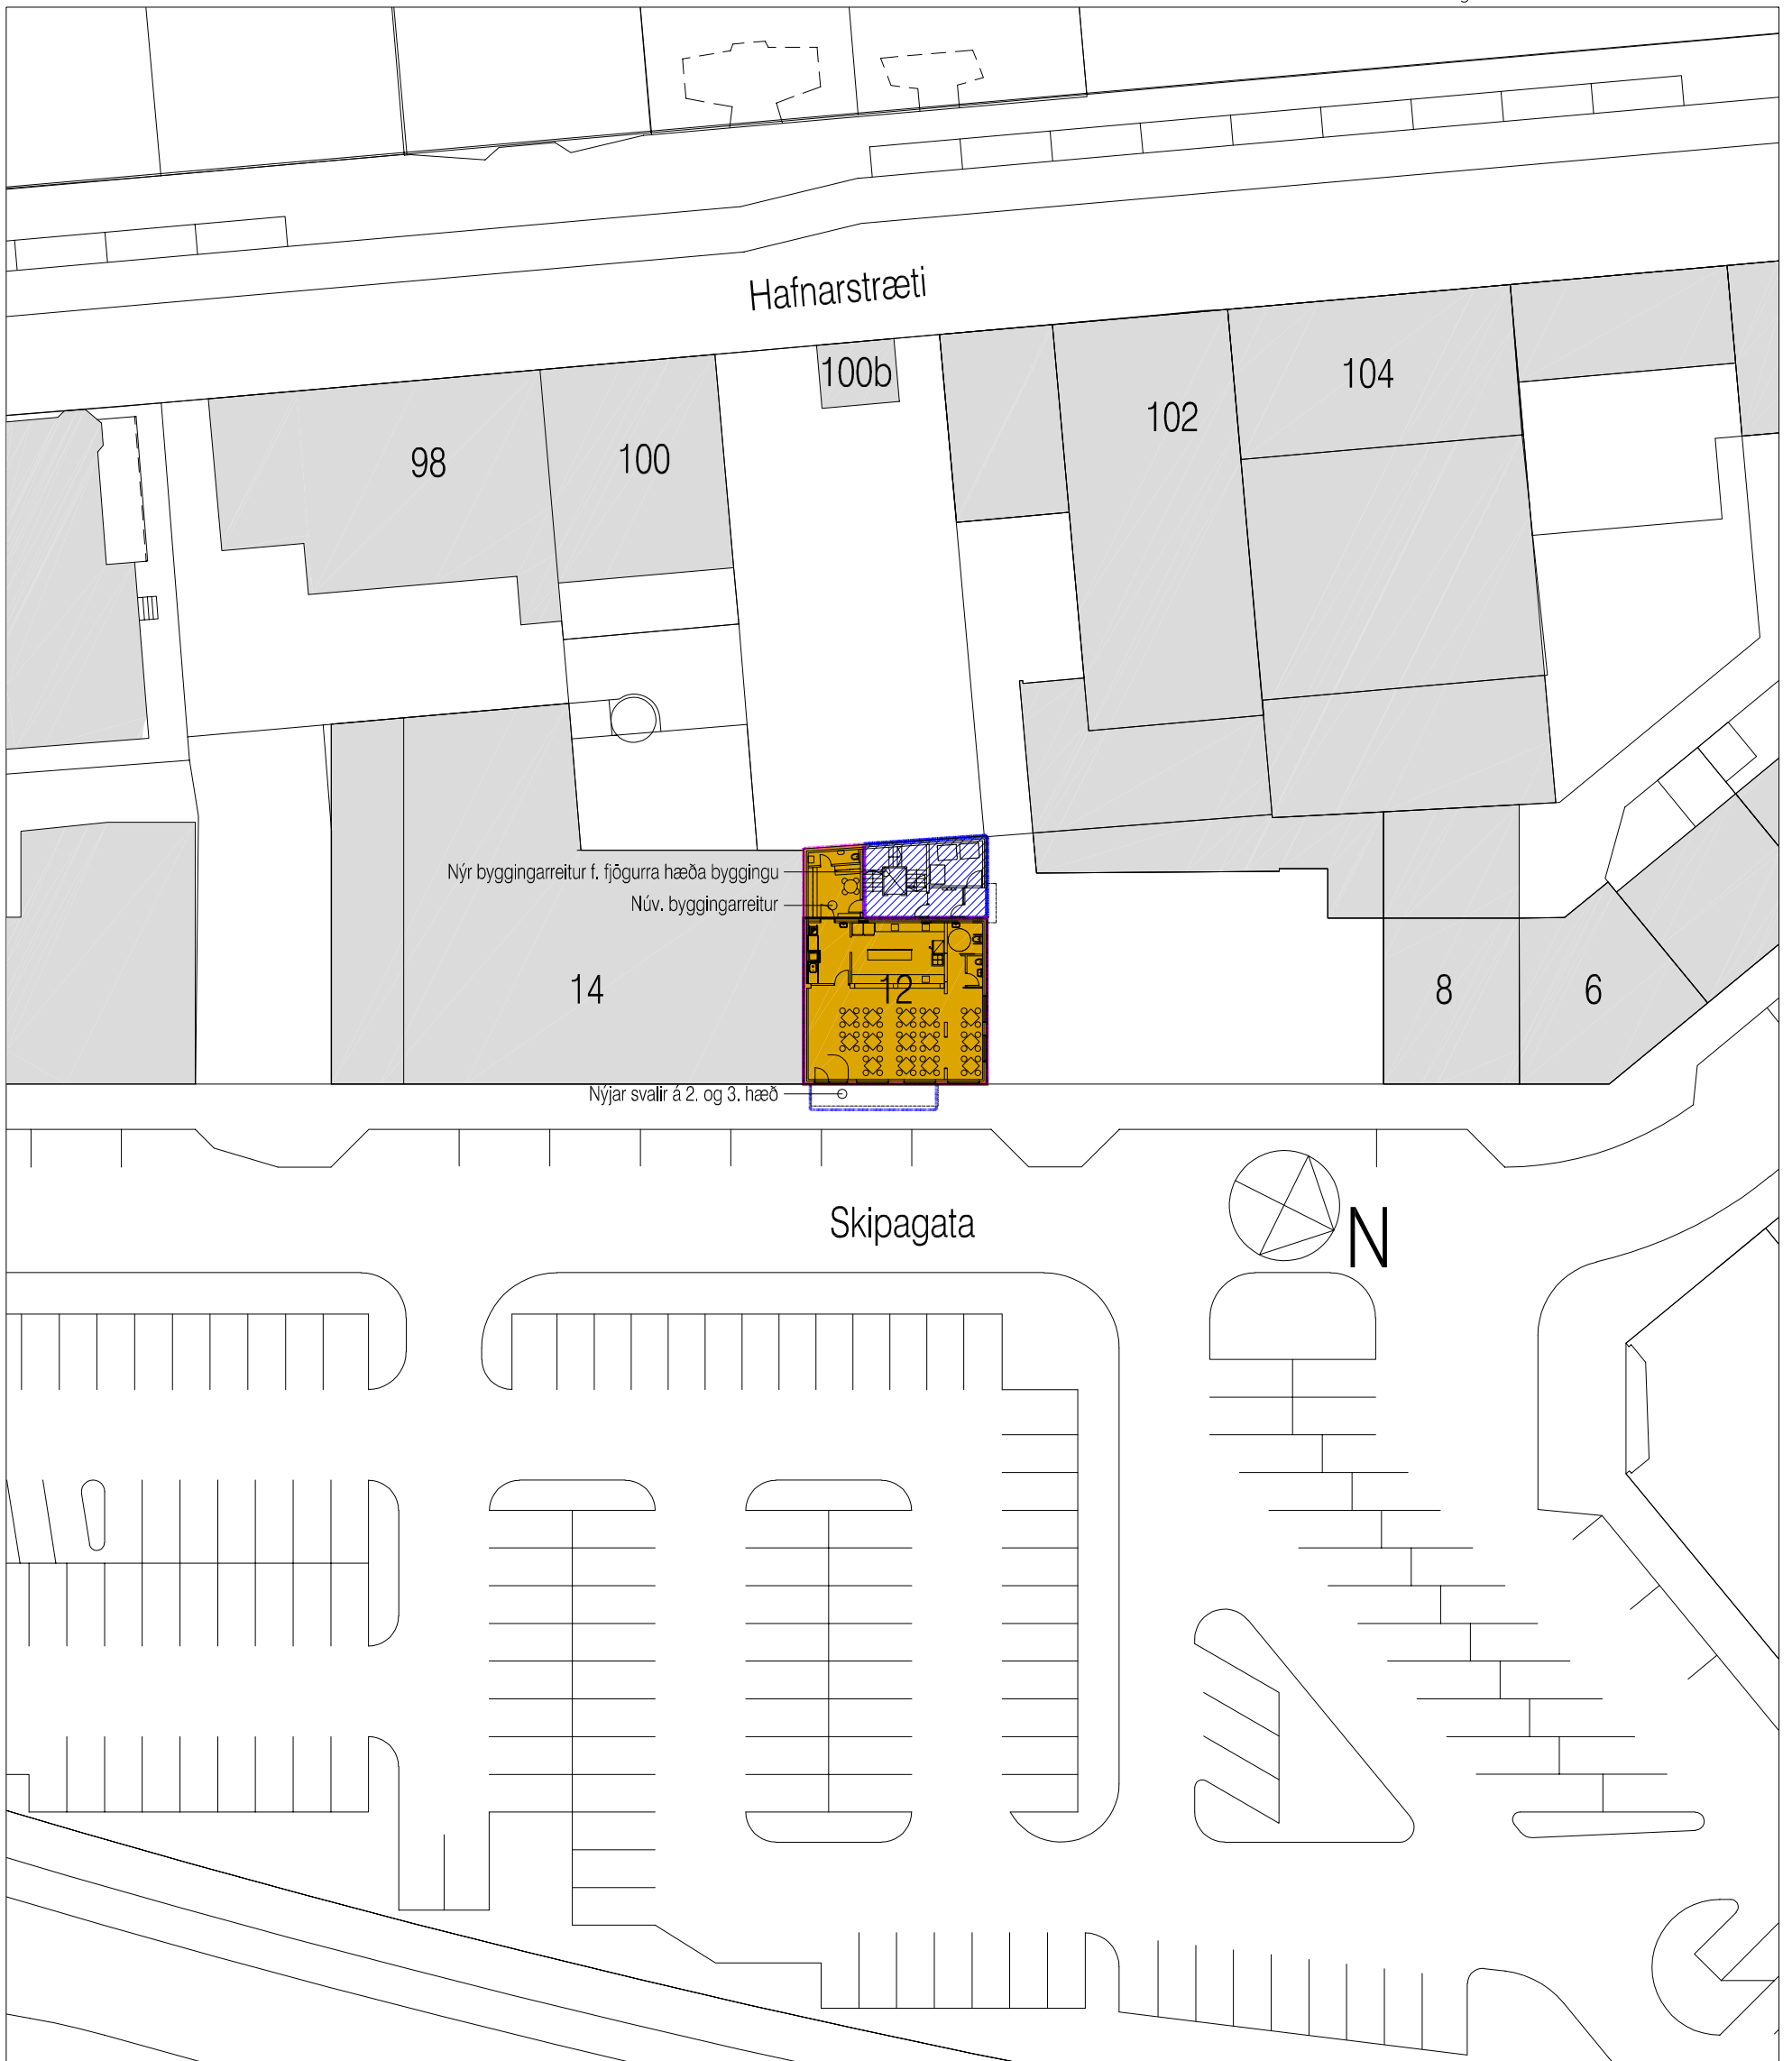 Hafnarstræti
100b
104
102
98
100
Nýr byggingarreitur f. fjögurra hæða byggingu
Núv. byggingarreitur
14
12
8
6
Nýjar svalir á 2. og 3. hæð
Skipagata
N